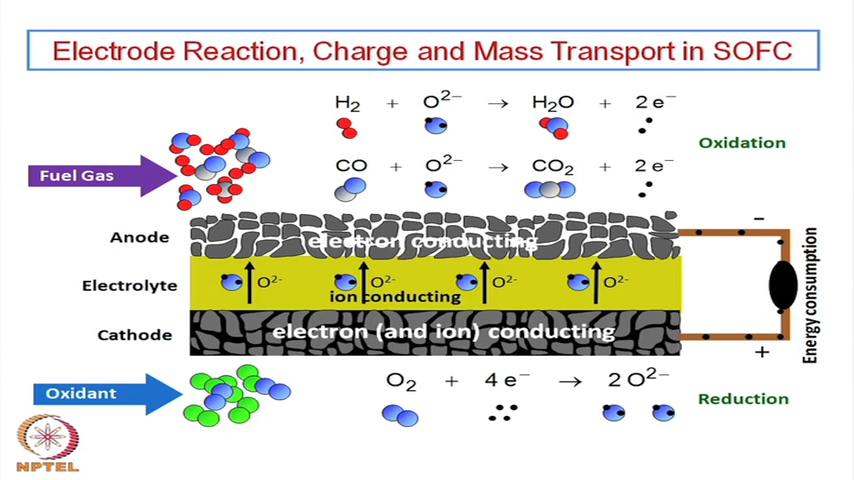 Electrode Reaction, Charge and Mass Transport in SOFC
H₂ + O²⁻ → H₂O + 2 e⁻
Oxidation
CO + O²⁻ → CO₂ + 2 e⁻
Fuel Gas
–
Anode
electron conducting
Electrolyte
O²⁻ O²⁻ O²⁻ O²⁻
ion conducting
Cathode
electron (and ion) conducting
+
Energy consumption
O₂ + 4 e⁻ → 2 O²⁻
Oxidant
Reduction
NPTEL